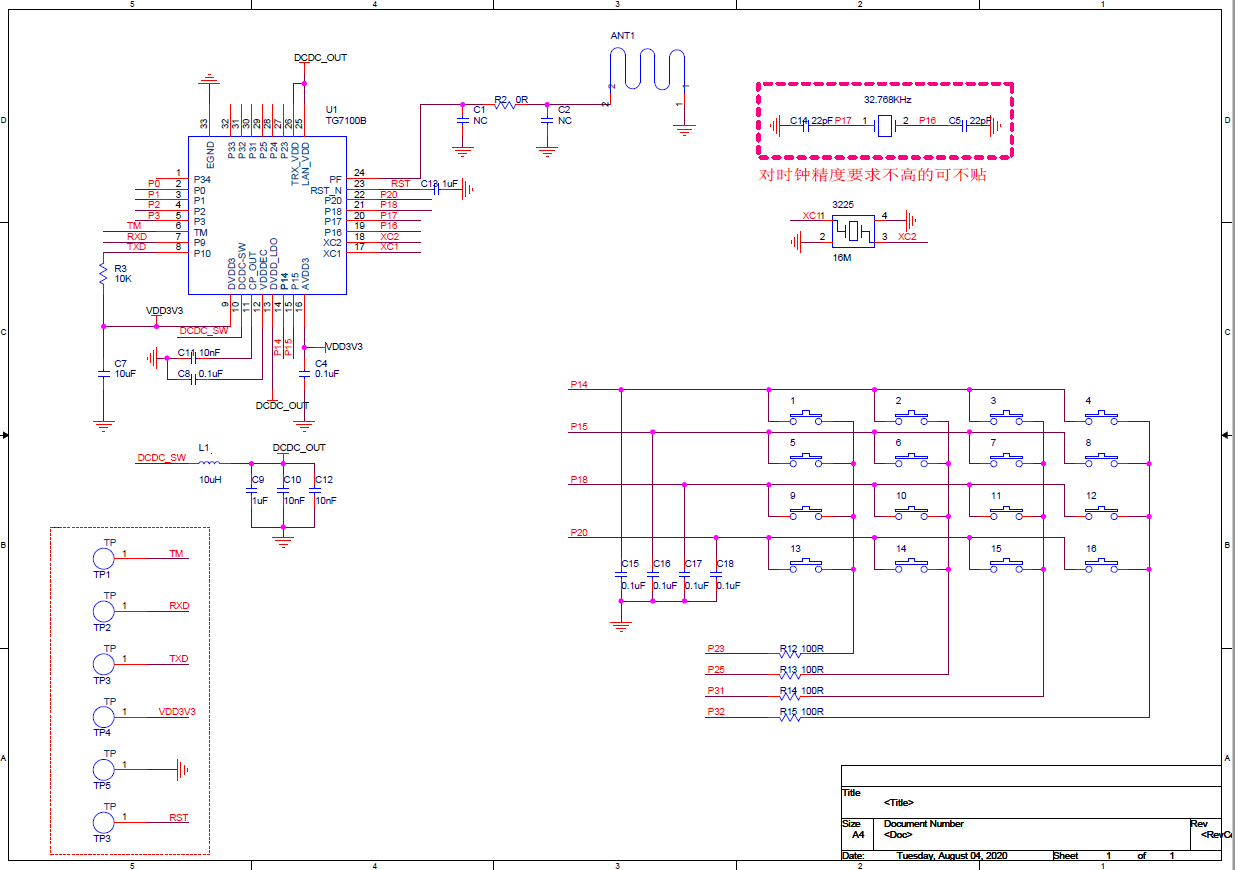 5
4
3
2
1
D
C
B
A
DCDC_OUT
U1
TG7100B
33
32
31
30
29
28
27
26
25
EGND
P33
P32
P31
P25
P24
P23
TRX_VDD
LAN_VDD
1 P34
P0 2 P0
P1 3 P1
P2 4 P2
P3 5 P3
TM 6 TM
RXD 7 P9
TXD 8 P10
PF 24
RST_N 23 RST C13 1uF
P20 22 P20
P18 21 P18
P17 20 P17
P16 19 P16
XC2 18 XC2
XC1 17 XC1
DVDD3
DCDC-SW
CP_OUT
VDDDEC
DVDD_LDO
P14
P15
AVDD3
9
10
11
12
13
14
15
16
R3
10K
VDD3V3
DCDC_SW
C11 10nF
C8 0.1uF
C7
10uF
P14
P15
VDD3V3
C4
0.1uF
DCDC_OUT
R2 0R
C1
NC
C2
NC
ANT1
2
1
2
1
32.768KHz
C14 22pF P17 1 2 P16 C5 22pF
对时钟精度要求不高的可不贴
3225
XC1 1 4
2 3 XC2
16M
DCDC_SW
L1
10uH
DCDC_OUT
C9
1uF
C10
10nF
C12
10nF
TP
1 TM
TP1
TP
1 RXD
TP2
TP
1 TXD
TP3
TP
1 VDD3V3
TP4
TP
1
TP5
TP
1 RST
TP3
P14
1 2 3 4
P15
5 6 7 8
P18
9 10 11 12
P20
13 14 15 16
C15 C16 C17 C18
0.1uF 0.1uF 0.1uF 0.1uF
P23 R12 100R
P25 R13 100R
P31 R14 100R
P32 R15 100R
Title
<Title>
Size Document Number Rev
A4 <Doc> <RevCo
Date: Tuesday, August 04, 2020 Sheet 1 of 1
5
4
3
2
1
D
C
B
A